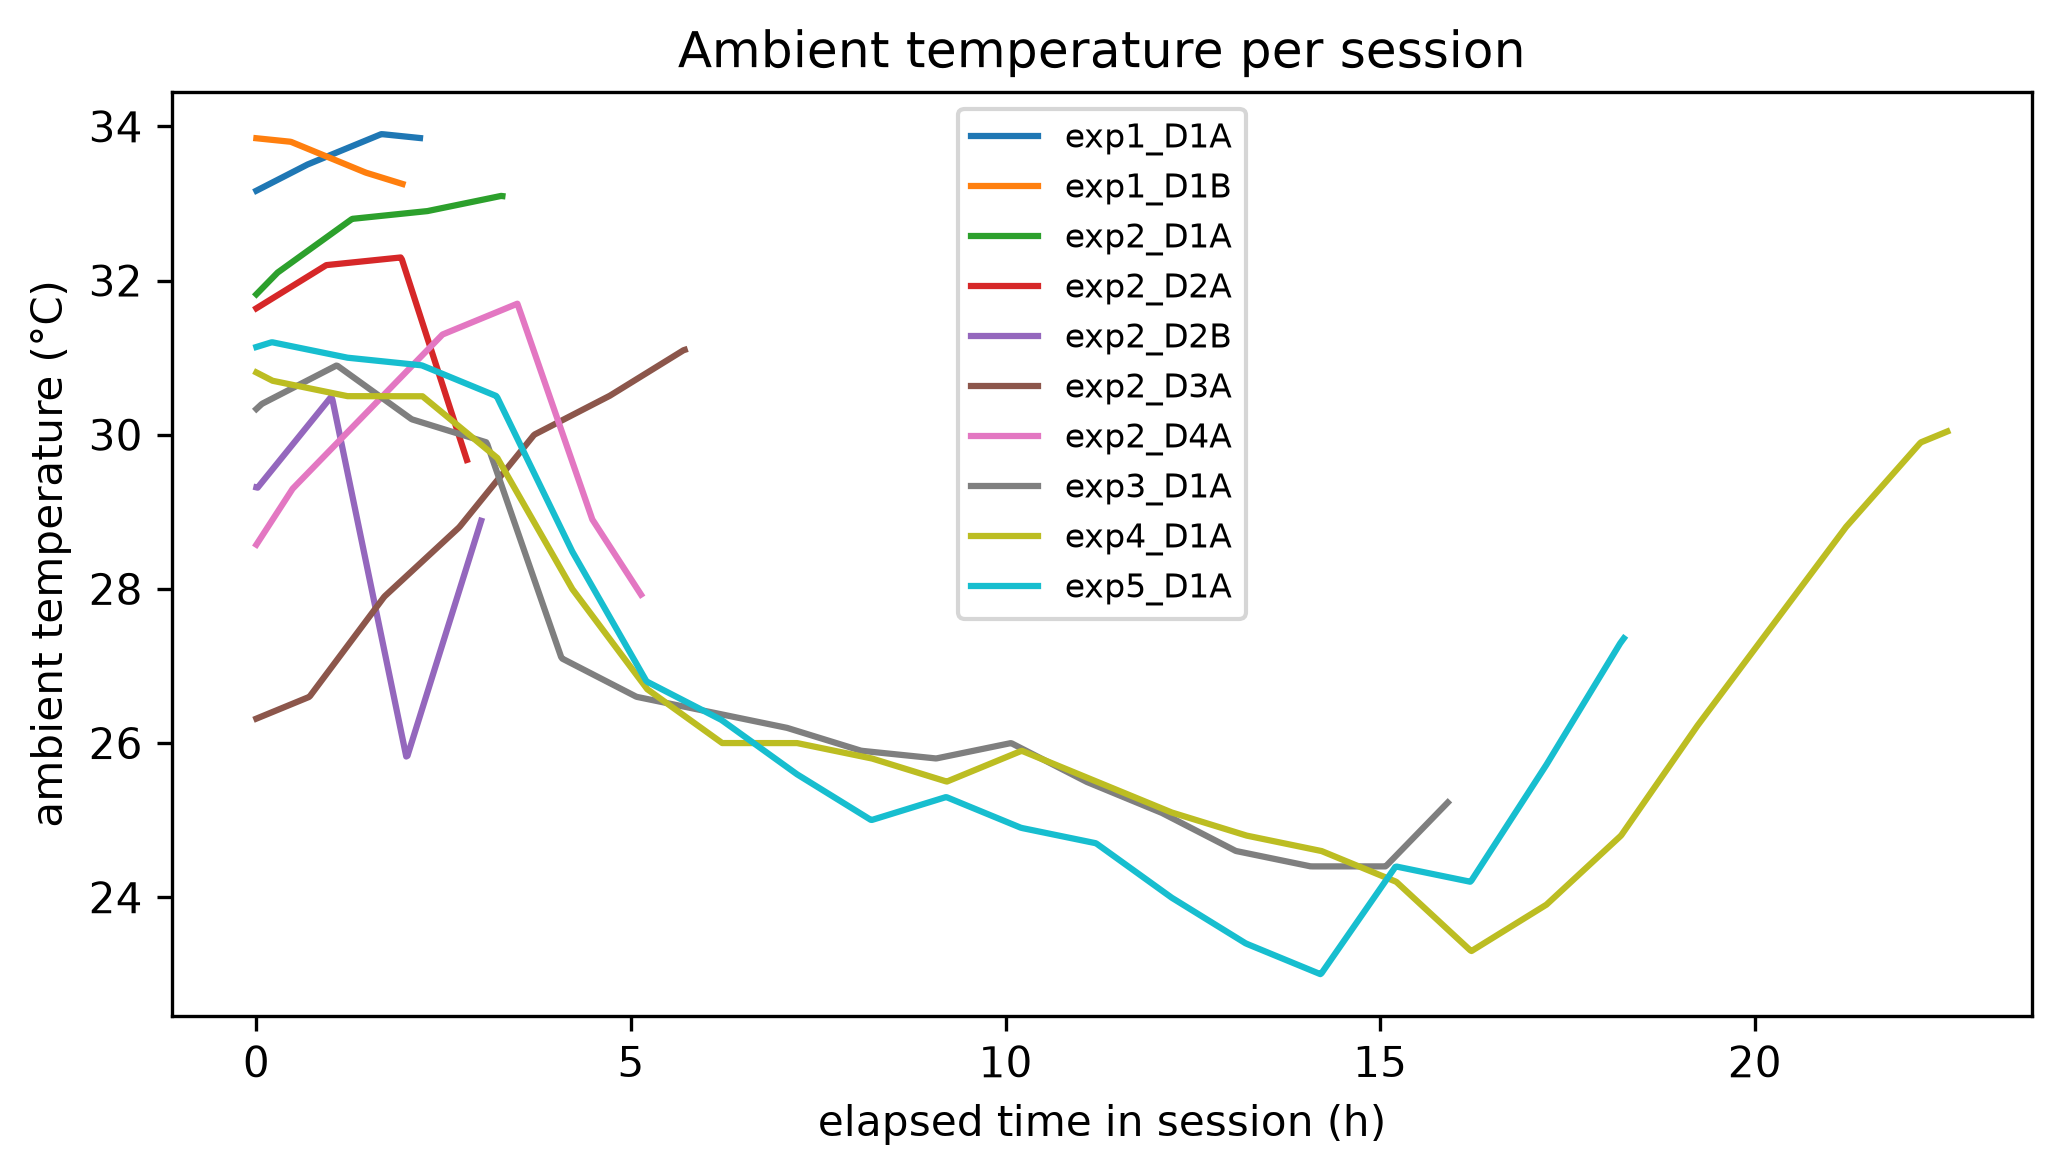 Ambient temperature per session
ambient temperature (°C)
34
32
30
28
26
24
exp1_D1A
exp1_D1B
exp2_D1A
exp2_D2A
exp2_D2B
exp2_D3A
exp2_D4A
exp3_D1A
exp4_D1A
exp5_D1A
0 5 10 15 20
elapsed time in session (h)